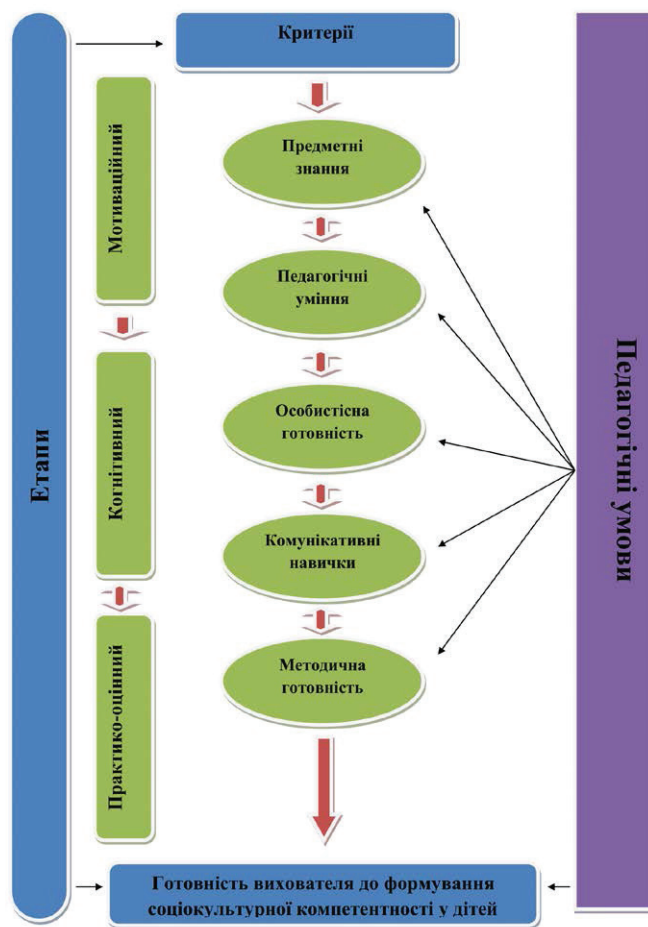 Критерії
Етапи
Мотиваційний
Когнітивний
Практико-оцінний
Предметні
знання
Педагогічні
уміння
Особистісна
готовність
Комунікативні
навички
Методична
готовність
Педагогічні умови
Готовність вихователя до формування
соціокультурної компетентності у дітей